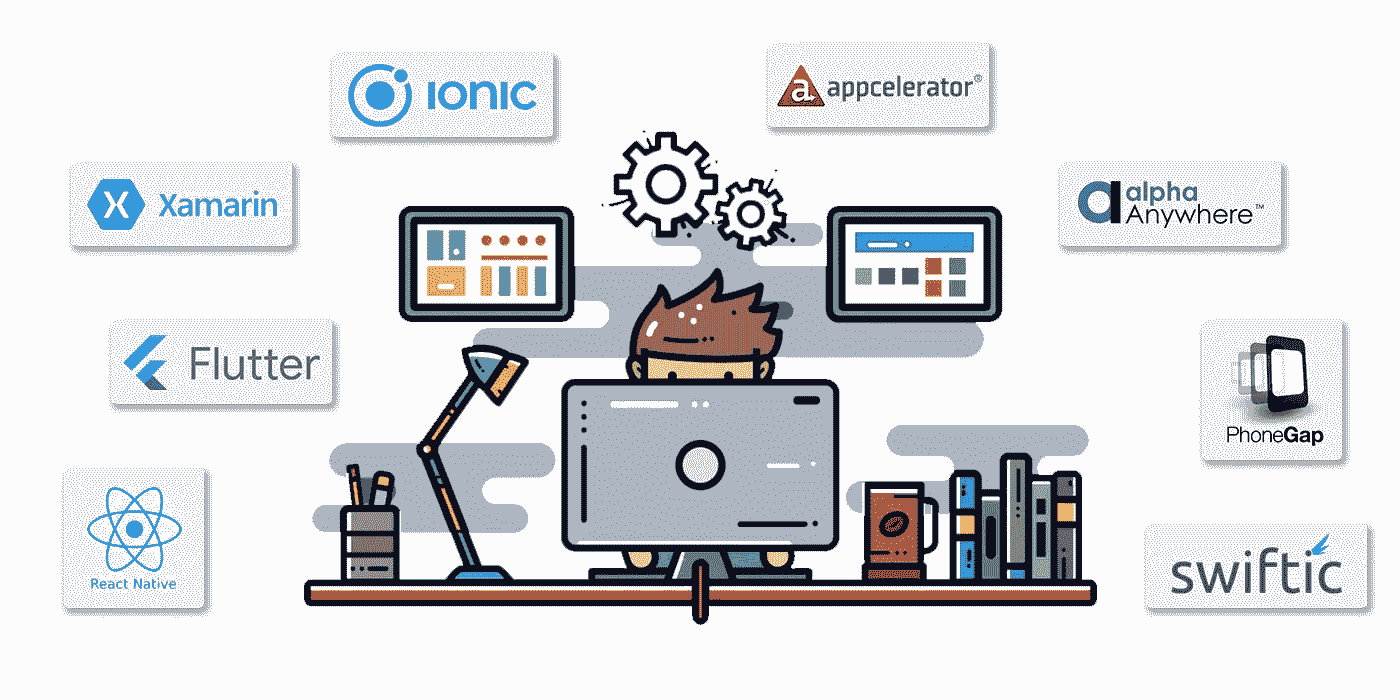 IONIC
a appcelerator®
X Xamarin
a alpha
Anywhere™
Flutter
PhoneGap
React Native
swiftic